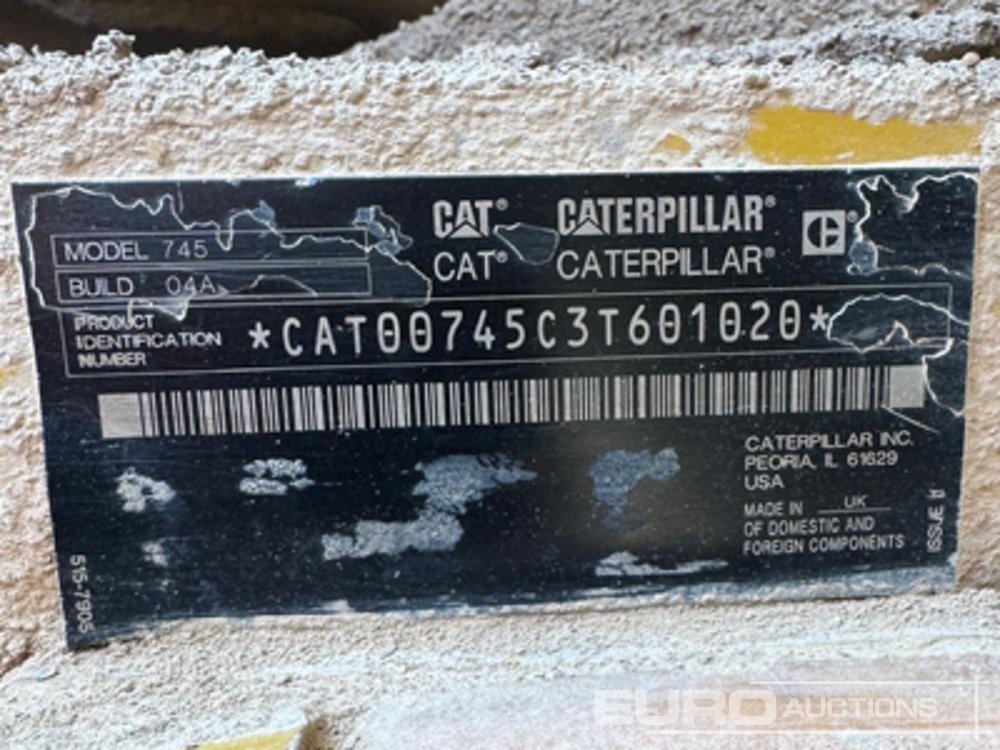 CAT® CATERPILLAR®
CAT® CATERPILLAR®
MODEL 745
BUILD 04A
PRODUCT
IDENTIFICATION
NUMBER
*CAT00745C3T601020*
CATERPILLAR INC.
PEORIA, IL 61629
USA
MADE IN UK
OF DOMESTIC AND
FOREIGN COMPONENTS
ISSUE
515-7905
EURO AUCTIONS